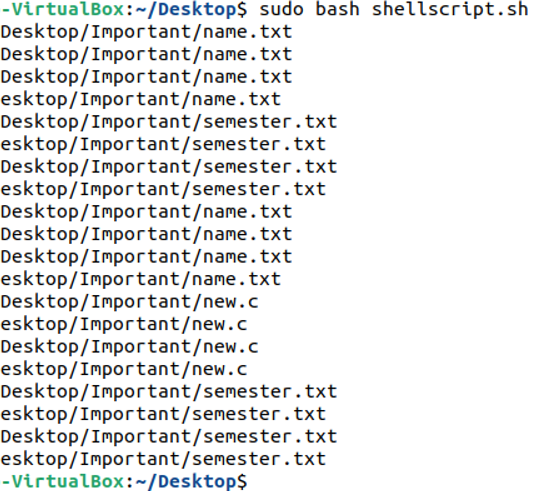 -VirtualBox:~/Desktop$ sudo bash shellscript.sh
Desktop/Important/name.txt
Desktop/Important/name.txt
Desktop/Important/name.txt
esktop/Important/name.txt
Desktop/Important/semester.txt
esktop/Important/semester.txt
Desktop/Important/semester.txt
esktop/Important/semester.txt
Desktop/Important/name.txt
Desktop/Important/name.txt
Desktop/Important/name.txt
esktop/Important/name.txt
Desktop/Important/new.c
esktop/Important/new.c
Desktop/Important/new.c
esktop/Important/new.c
Desktop/Important/semester.txt
esktop/Important/semester.txt
Desktop/Important/semester.txt
esktop/Important/semester.txt
-VirtualBox:~/Desktop$